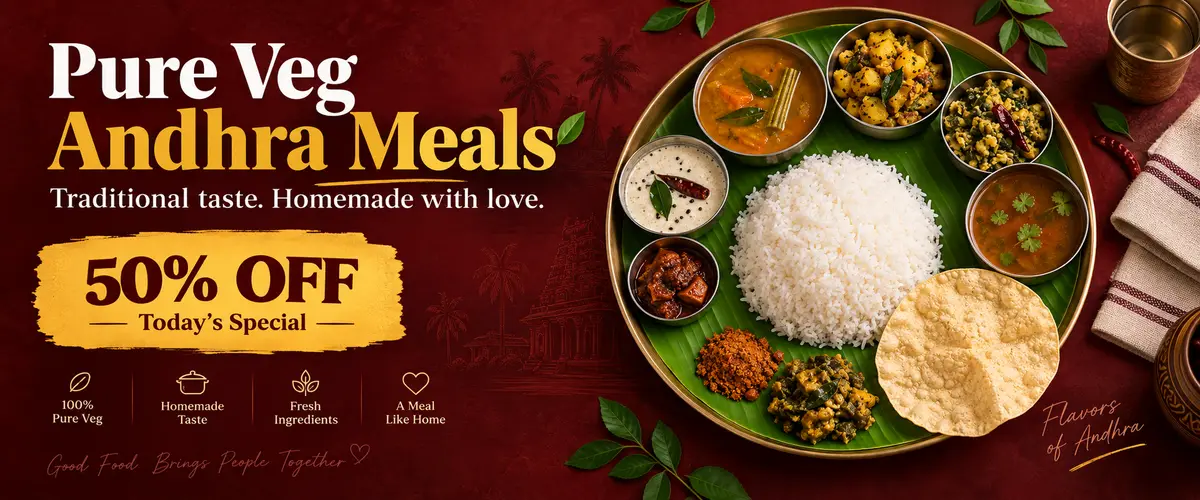 Pure Veg
Andhra Meals
Traditional taste. Homemade with love.
50% OFF
Today's Special
100%
Pure Veg
Homemade
Taste
Fresh
Ingredients
A Meal
Like Home
Good Food Brings People Together
Flavors
of Andhra